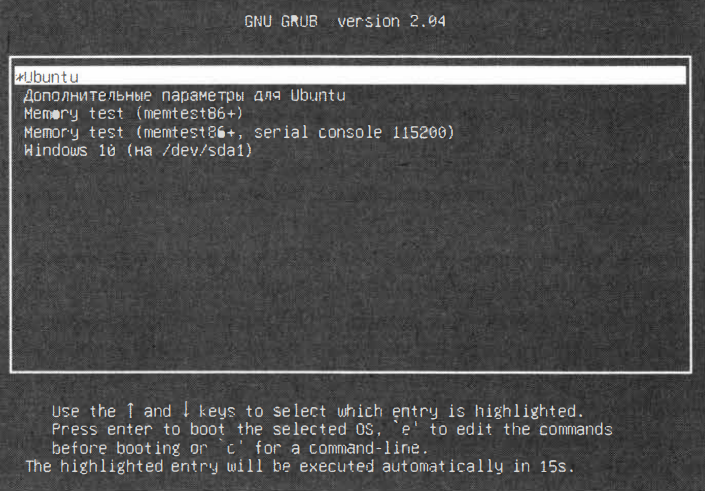 GNU GRUB version 2.04
*Ubuntu
Дополнительные параметры для Ubuntu
Memory test (memtest86+)
Memory test (memtest86+, serial console 115200)
Windows 10 (на /dev/sda1)
Use the ↑ and ↓ keys to select which entry is highlighted.
Press enter to boot the selected OS, `e' to edit the commands
before booting or `c' for a command-line.
The highlighted entry will be executed automatically in 15s.